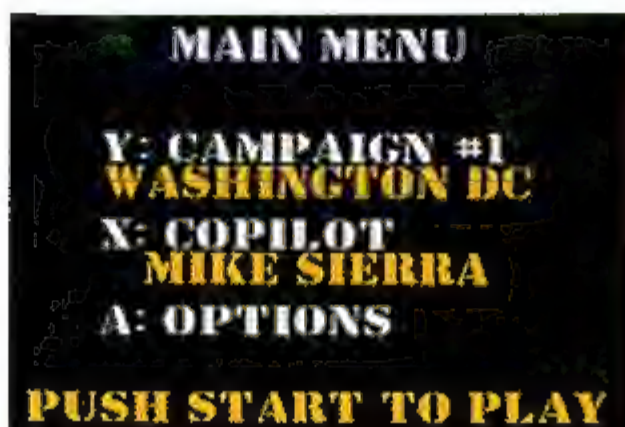 MAIN MENU
Y: CAMPAIGN #1
WASHINGTON DC
X: COPILOT
MIKE SIERRA
A: OPTIONS
PUSH START TO PLAY